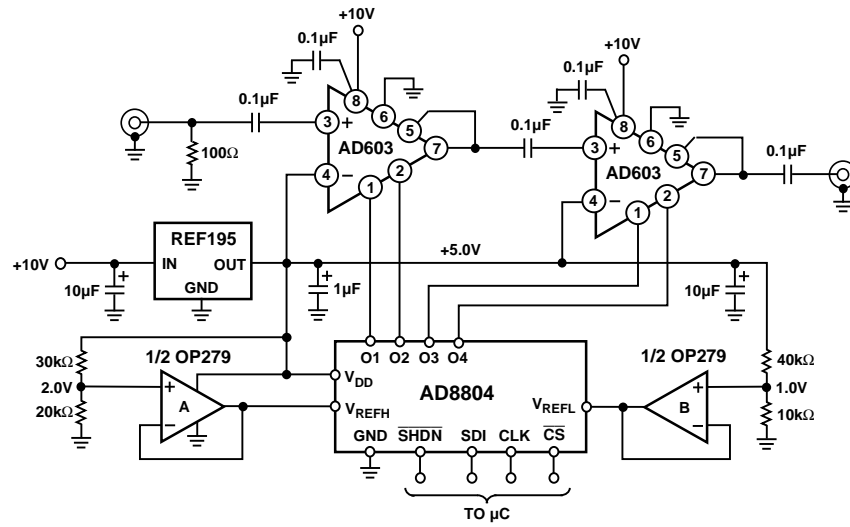 +10V
0.1µF
+10V
0.1µF
0.1µF
8
6
5
3
+
AD603
7
4
–
2
1
100Ω
0.1µF
8
6
5
3
+
AD603
7
4
–
2
1
0.1µF
REF195
+10V
IN
OUT
GND
+5.0V
10µF
+
1µF
+
10µF
+
30kΩ
2.0V
20kΩ
1/2 OP279
+
A
–
O1
O2
O3
O4
VDD
AD8804
VREFH
VREFL
GND
SHDN
SDI
CLK
CS
TO µC
1/2 OP279
+
B
–
40kΩ
1.0V
10kΩ